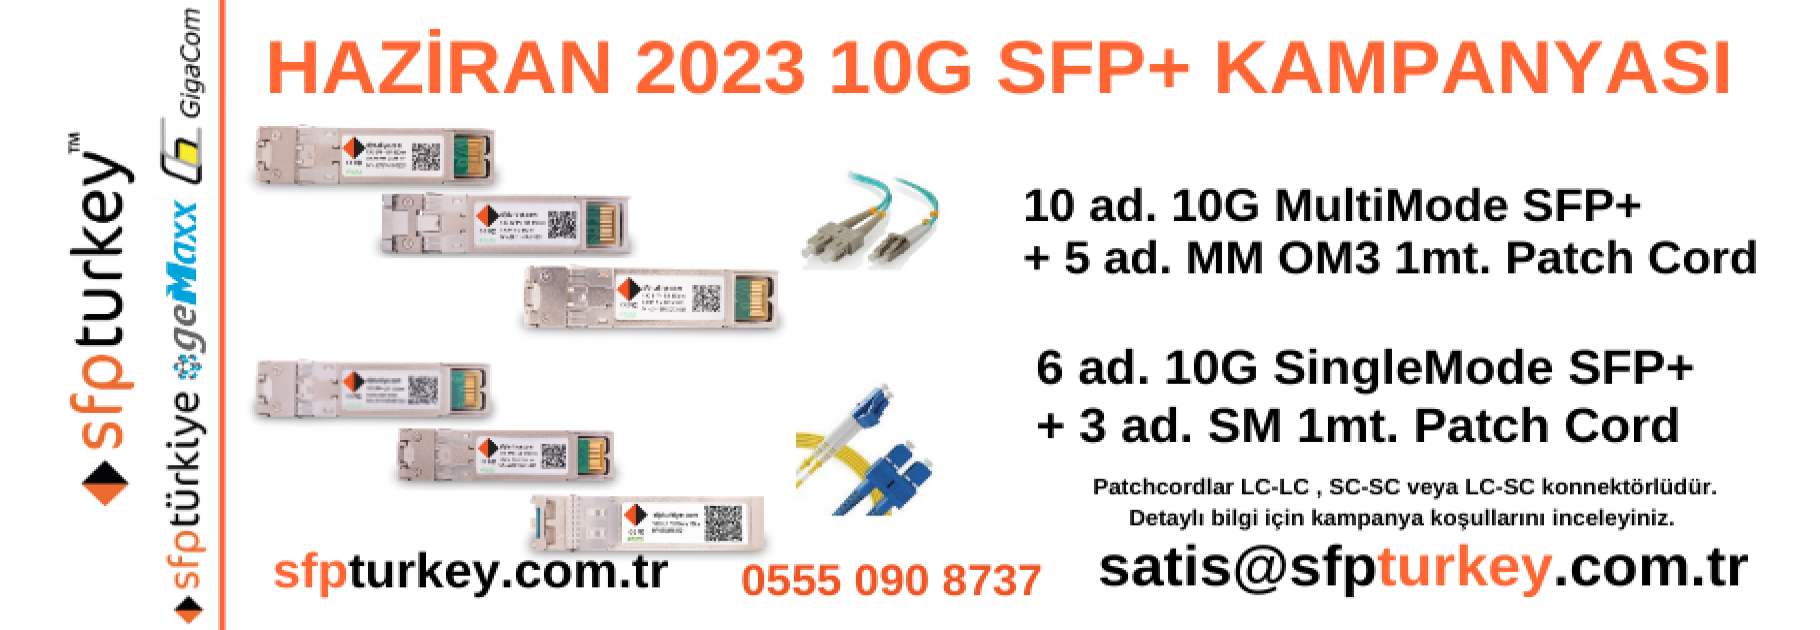 HAZİRAN 2023 10G SFP+ KAMPANYASI
sfpturkey™
sfptürkiye geMaxx GigaCom
10 ad. 10G MultiMode SFP+
+ 5 ad. MM OM3 1mt. Patch Cord
6 ad. 10G SingleMode SFP+
+ 3 ad. SM 1mt. Patch Cord
Patchcordlar LC-LC , SC-SC veya LC-SC konnektörlüdür.
Detaylı bilgi için kampanya koşullarını inceleyiniz.
sfpturkey.com.tr
0555 090 8737
satis@sfpturkey.com.tr